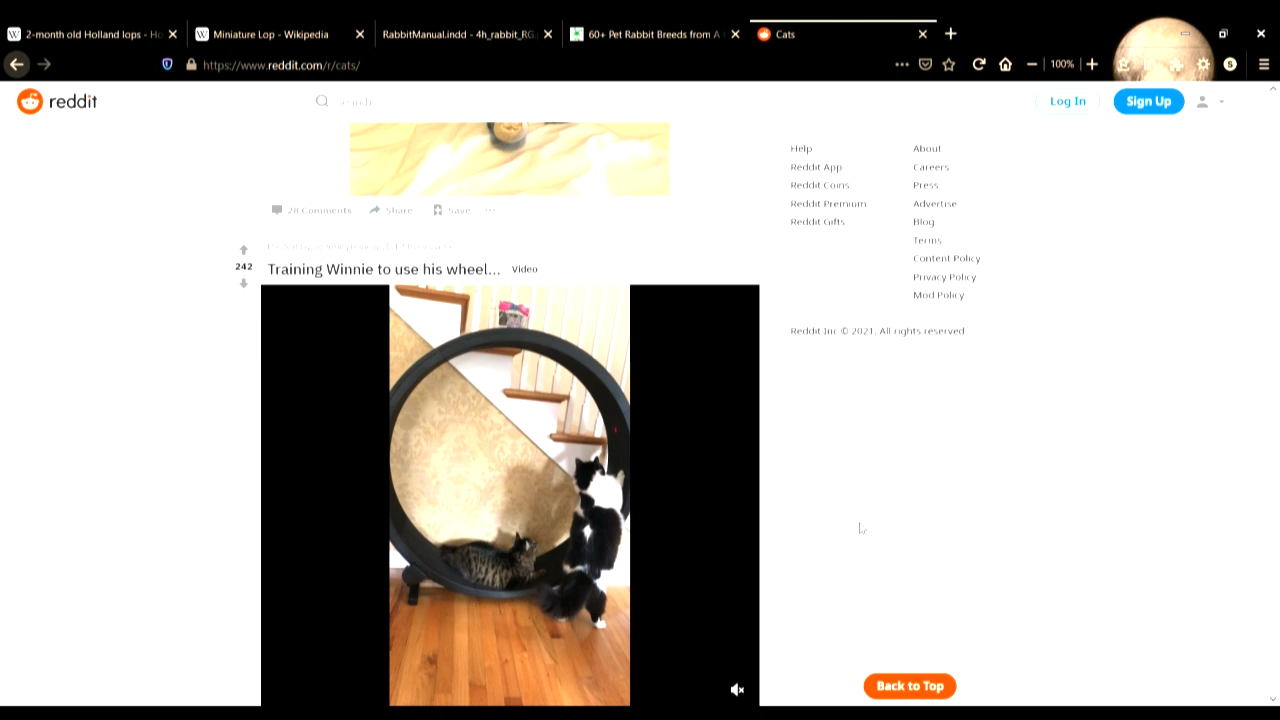 2-month old Holland lops - Ho
Miniature Lop - Wikipedia
RabbitManual.indd - 4h_rabbit_RG.
60+ Pet Rabbit Breeds from A
Cats
https://www.reddit.com/r/cats/
100%
S
reddit
Search
Log In
Sign Up
Help
About
Reddit App
Careers
Reddit Coins
Press
Reddit Premium
Advertise
Reddit Gifts
Blog
Terms
Content Policy
Privacy Policy
Mod Policy
Reddit Inc © 2021. All rights reserved
28 Comments
Share
Save
242
Training Winnie to use his wheel...
Video
Back to Top